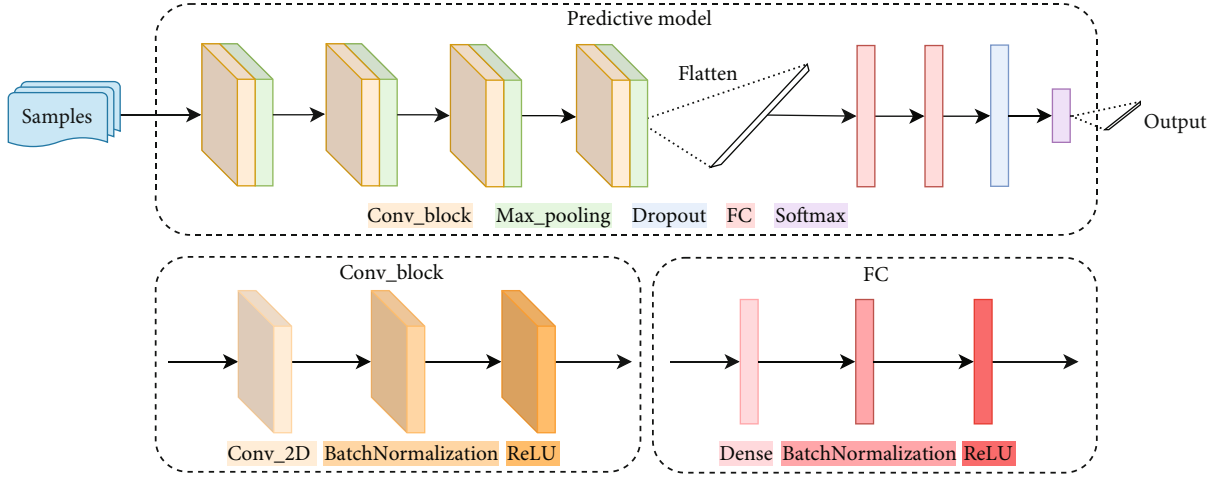 Predictive model
Samples
Flatten
Output
Conv_block Max_pooling Dropout FC Softmax
Conv_block
Conv_2D BatchNormalization ReLU
FC
Dense BatchNormalization ReLU